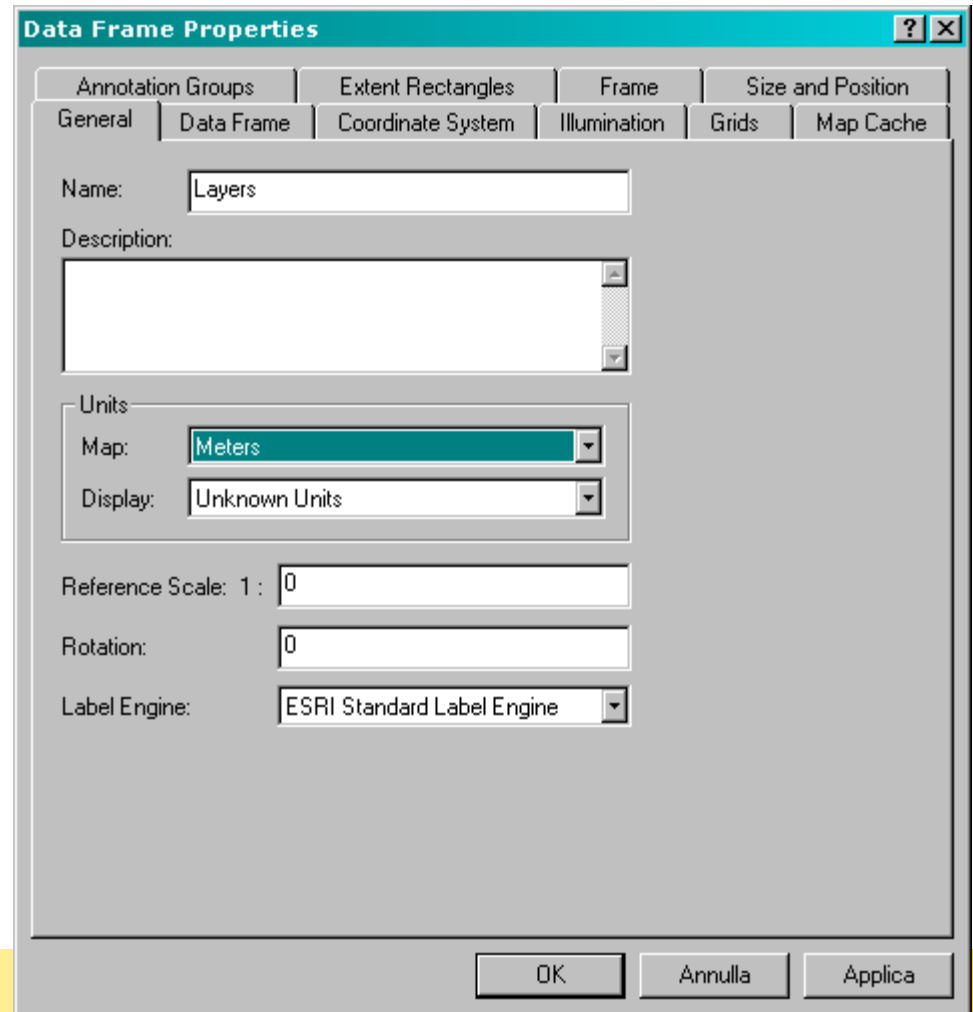 Data Frame Properties
Annotation Groups Extent Rectangles Frame Size and Position
General Data Frame Coordinate System Illumination Grids Map Cache
Name: Layers
Description:
Units
Map: Meters
Display: Unknown Units
Reference Scale: 1 : 0
Rotation: 0
Label Engine: ESRI Standard Label Engine
OK Annulla Applica